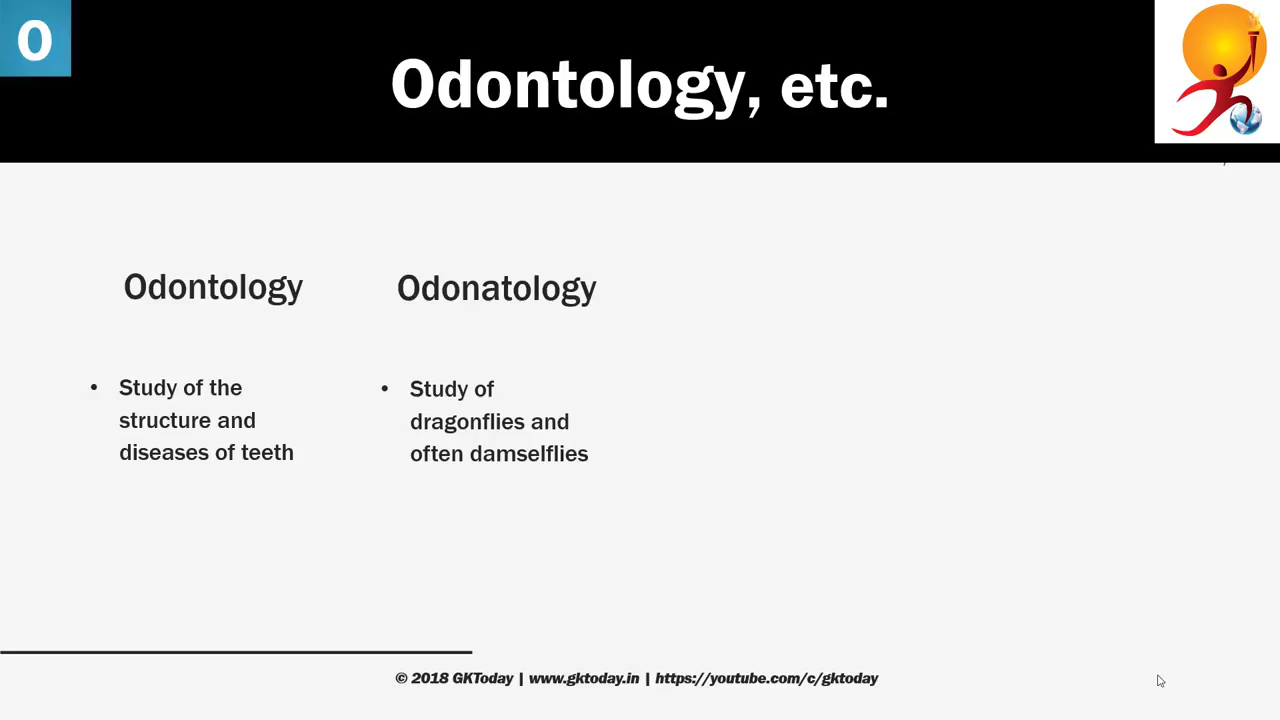 O
Odontology, etc.
Odontology
• Study of the
structure and
diseases of teeth
Odonatology
• Study of
dragonflies and
often damselflies
© 2018 GKToday | www.gktoday.in | https://youtube.com/c/gktoday